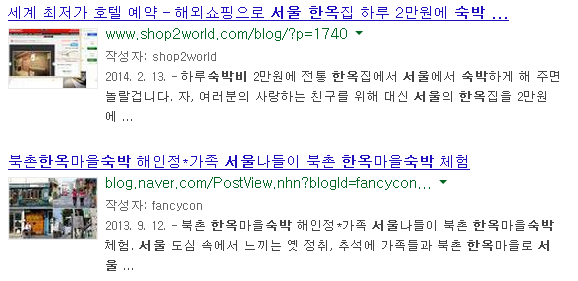 세계 최저가 호텔 예약 - 해외쇼핑으로 서울 한옥집 하루 2만원에 숙박 ...
www.shop2world.com/blog/?p=1740
작성자: shop2world
2014. 2. 13. - 하루숙박비 2만원에 전통 한옥집에서 서울에서 숙박하게 해 주면
놀랄겁니다. 자, 여러분의 사랑하는 친구를 위해 대신 서울의 한옥집을 2만원
에 ...
북촌한옥마을숙박 해인정*가족 서울나들이 북촌 한옥마을숙박 체험
blog.naver.com/PostView.nhn?blogId=fancycon...
작성자: fancycon
2013. 9. 12. - 북촌 한옥마을숙박 해인정*가족 서울나들이 북촌 한옥마을숙박
체험. 서울 도심 속에서 느끼는 옛 정취, 추석에 가족들과 북촌 한옥마을로 서
울 ...